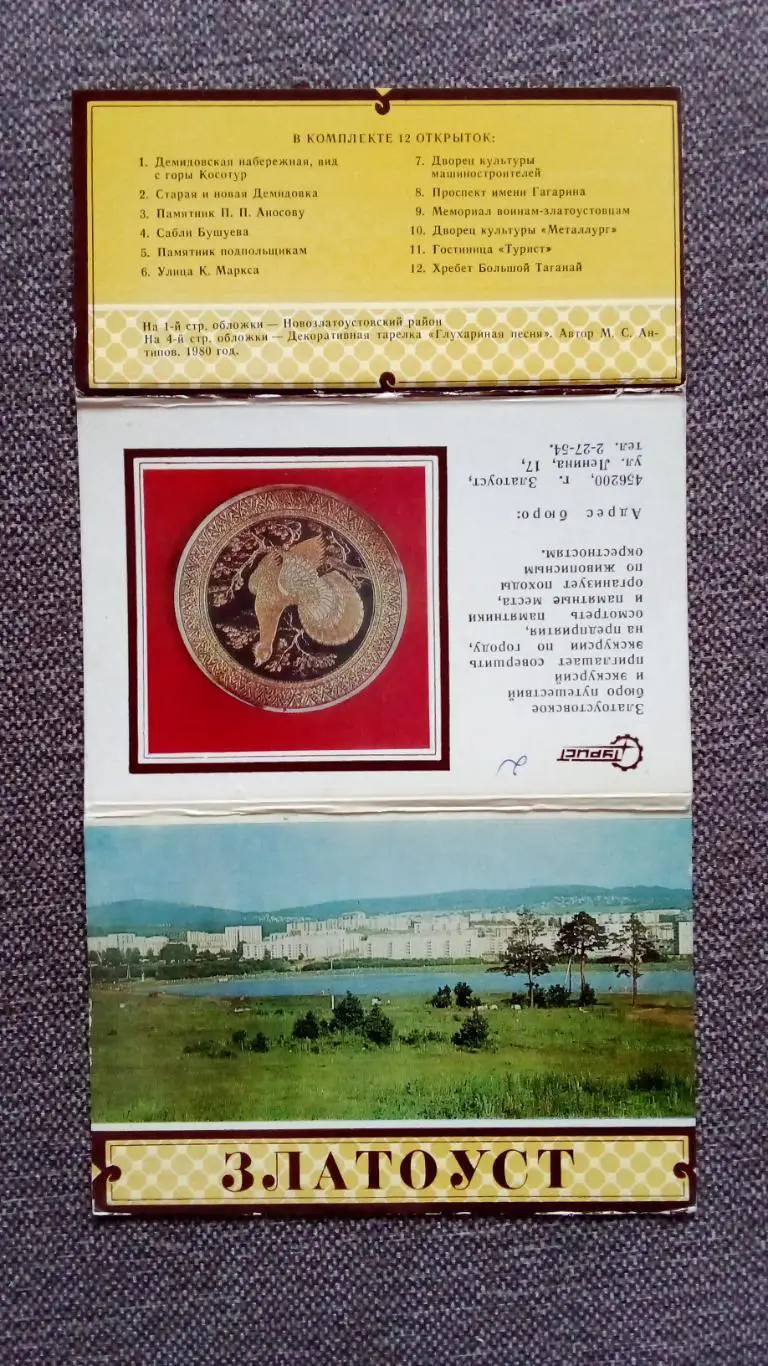 В КОМПЛЕКТЕ 12 ОТКРЫТОК:
1. Демидовская набережная, вид
с горы Косотур
2. Старая и новая Демидовка
3. Памятник П. П. Аносову
4. Сабли Бушуева
5. Памятник подпольщикам
6. Улица К. Маркса
7. Дворец культуры
машиностроителей
8. Проспект имени Гагарина
9. Мемориал воинам-златоустовцам
10. Дворец культуры «Металлург»
11. Гостиница «Турист»
12. Хребет Большой Таганай
На 1-й стр. обложки — Новозлатоустовский район
На 4-й стр. обложки — Декоративная тарелка «Глухариная песня». Автор М. С. Ан-
типов. 1980 год.
ТУРИСТ
2
Златоустовское
бюро путешествий
и экскурсий
приглашает совершить
экскурсии по городу,
на предприятия,
осмотреть памятники
и памятные места,
организует походы
по живописным
окрестностям.
Адрес бюро:
456200, г. Златоуст,
ул. Ленина, 17,
тел. 2-27-54.
ЗЛАТОУСТ